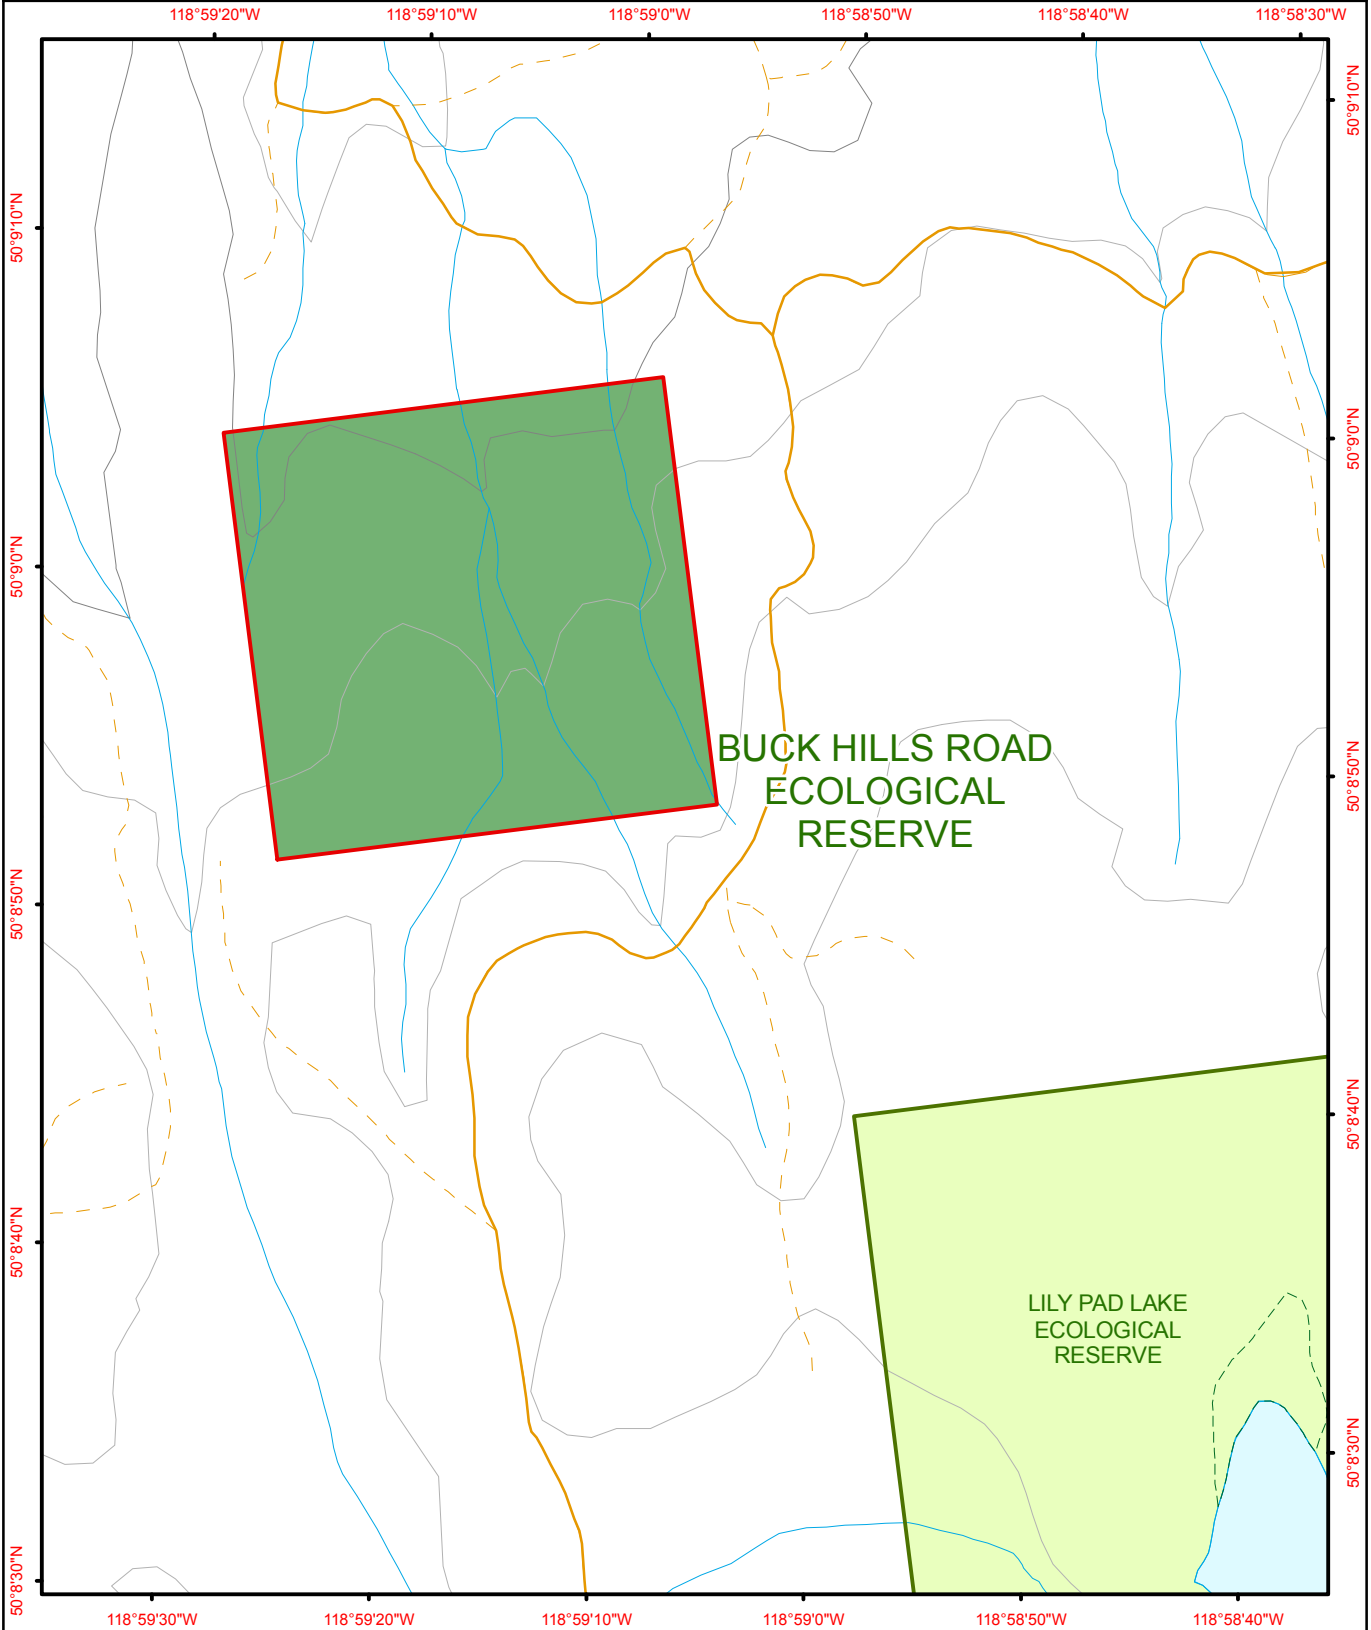 118°59'20"W 118°59'10"W 118°59'0"W 118°58'50"W 118°58'40"W 118°58'30"W
50°9'10"N
50°9'10"N
50°9'0"N
50°9'0"N
BUCK HILLS ROAD
ECOLOGICAL
RESERVE
50°8'50"N
50°8'50"N
50°8'40"N
50°8'40"N
LILY PAD LAKE
ECOLOGICAL
RESERVE
50°8'30"N
50°8'30"N
118°59'30"W 118°59'20"W 118°59'10"W 118°59'0"W 118°58'50"W 118°58'40"W